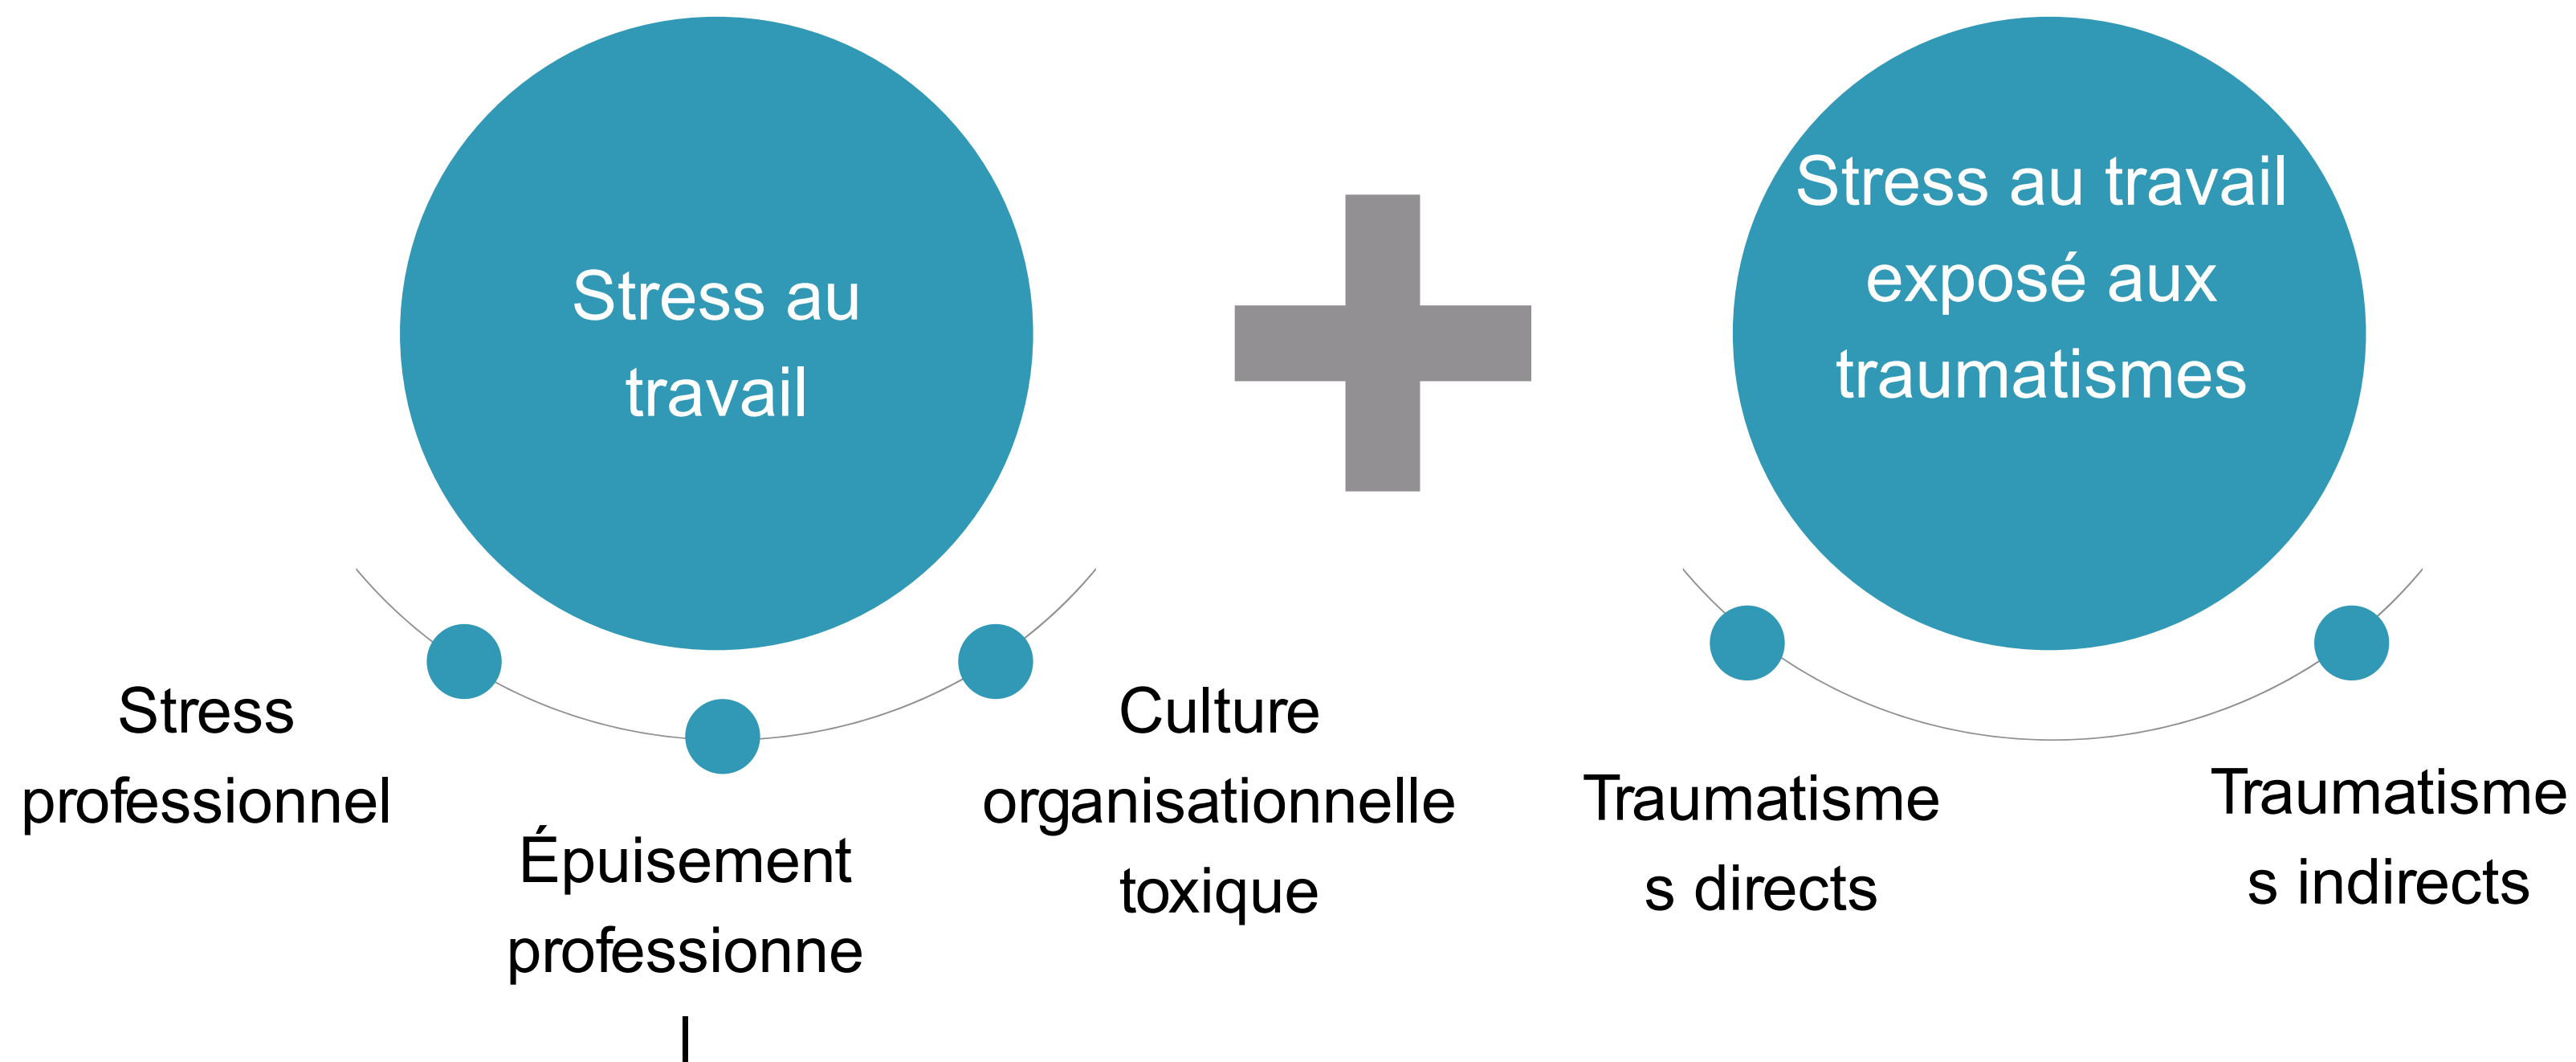 Stress au
travail
Stress au travail
exposé aux
traumatismes
Stress
professionnel
Épuisement
professionne
l
Culture
organisationnelle
toxique
Traumatisme
s directs
Traumatisme
s indirects